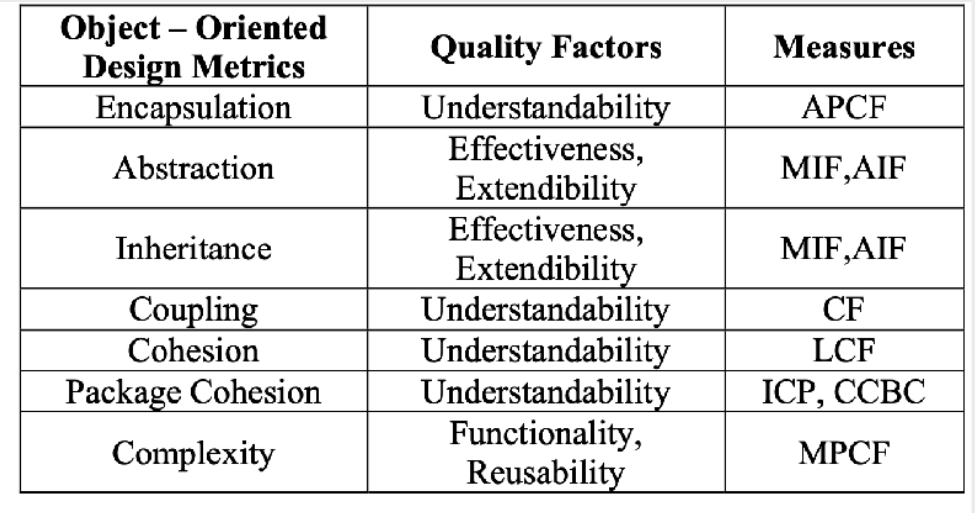 Object – Oriented
Design Metrics
Quality Factors
Measures
Encapsulation
Understandability
APCF
Abstraction
Effectiveness,
Extendibility
MIF,AIF
Inheritance
Effectiveness,
Extendibility
MIF,AIF
Coupling
Understandability
CF
Cohesion
Understandability
LCF
Package Cohesion
Understandability
ICP, CCBC
Complexity
Functionality,
Reusability
MPCF